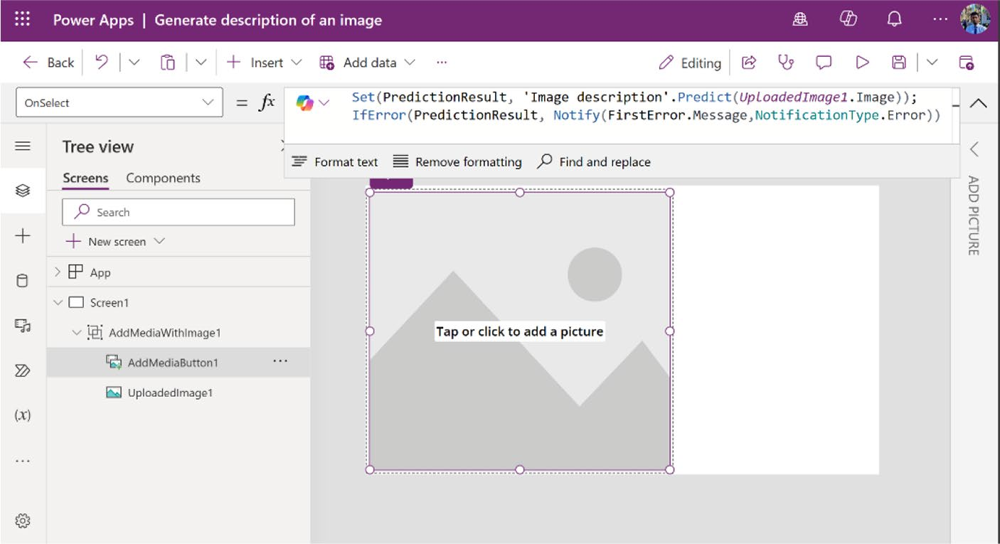 Power Apps | Generate description of an image
Back
Insert
Add data
...
Editing
OnSelect
= fx
Set(PredictionResult, 'Image description'.Predict(UploadedImage1.Image));
IfError(PredictionResult, Notify(FirstError.Message,NotificationType.Error))
Format text
Remove formatting
Find and replace
Tree view
Screens
Components
Search
New screen
App
Screen1
AddMediaWithImage1
AddMediaButton1
UploadedImage1
(x)
Tap or click to add a picture
ADD PICTURE